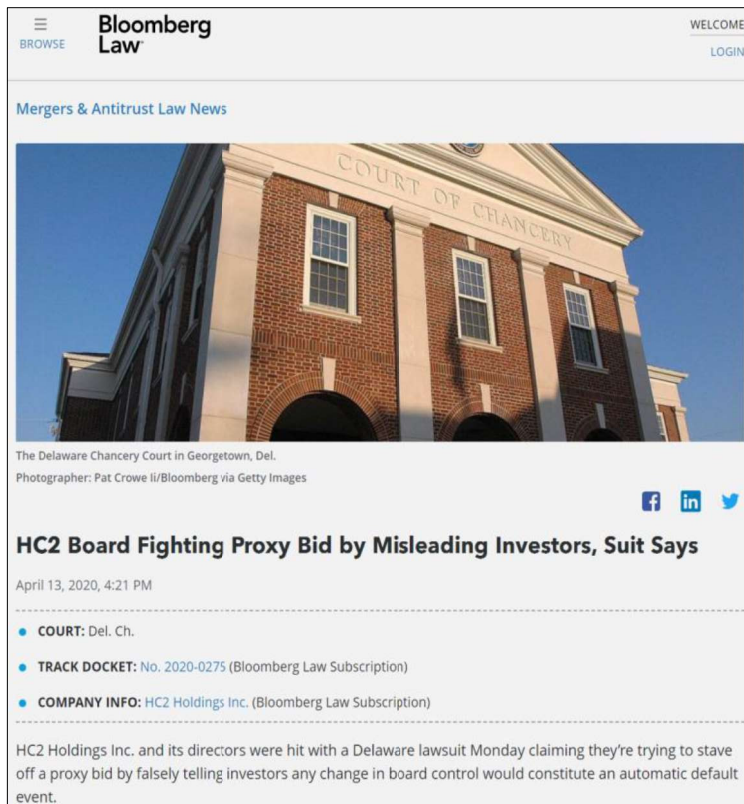 ☰
BROWSE
Bloomberg
Law
WELCOME
LOGIN
Mergers & Antitrust Law News
COURT OF CHANCERY
The Delaware Chancery Court in Georgetown, Del.
Photographer: Pat Crowe Ii/Bloomberg via Getty Images
HC2 Board Fighting Proxy Bid by Misleading Investors, Suit Says
April 13, 2020, 4:21 PM
• COURT: Del. Ch.
• TRACK DOCKET: No. 2020-0275 (Bloomberg Law Subscription)
• COMPANY INFO: HC2 Holdings Inc. (Bloomberg Law Subscription)
HC2 Holdings Inc. and its directors were hit with a Delaware lawsuit Monday claiming they're trying to stave
off a proxy bid by falsely telling investors any change in board control would constitute an automatic default
event.